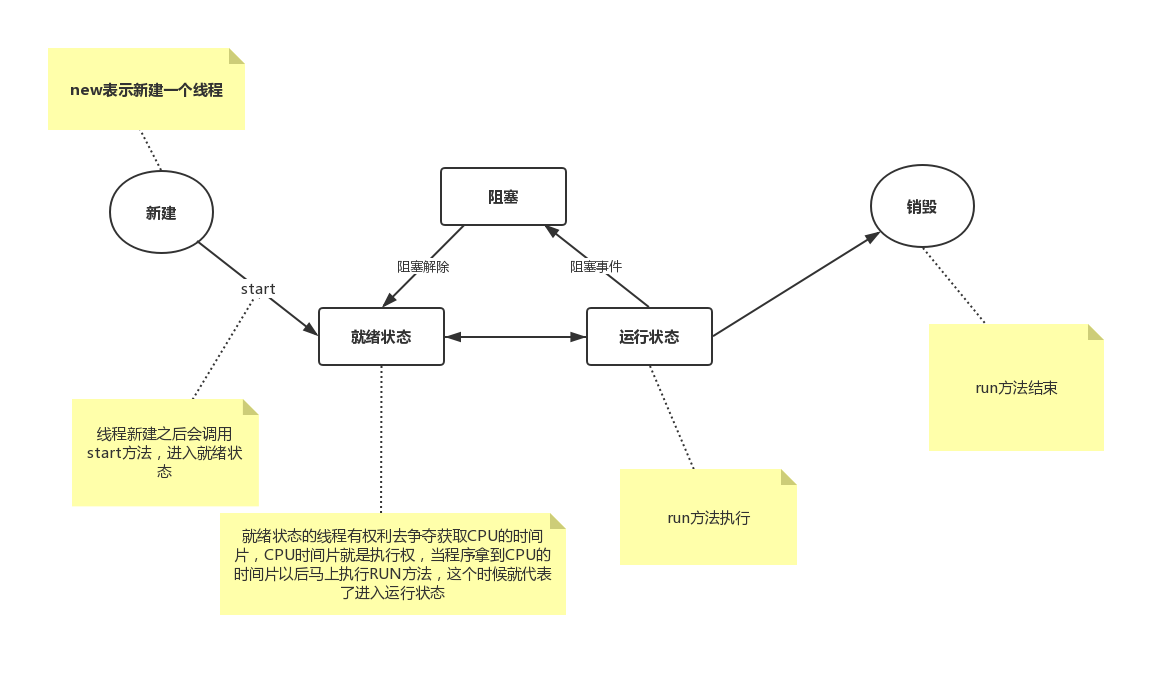 new表示新建一个线程
新建
阻塞
销毁
阻塞解除
阻塞事件
start
就绪状态
运行状态
run方法结束
线程新建之后会调用
start方法，进入就绪状
态
run方法执行
就绪状态的线程有权利去争夺获取CPU的时间
片，CPU时间片就是执行权，当程序拿到CPU的
时间片以后马上执行RUN方法，这个时候就代表
了进入运行状态